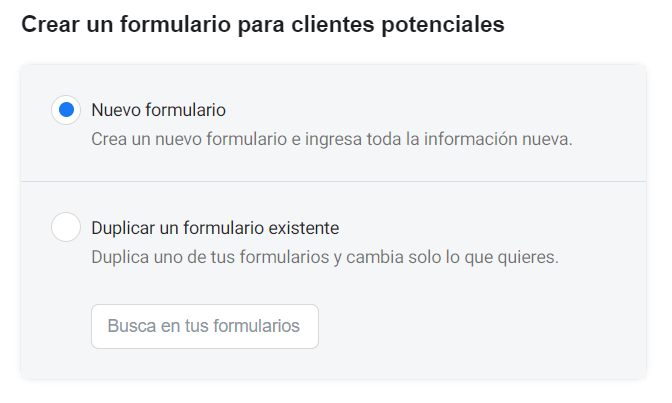 Crear un formulario para clientes potenciales
Nuevo formulario
Crea un nuevo formulario e ingresa toda la información nueva.
Duplicar un formulario existente
Duplica uno de tus formularios y cambia solo lo que quieres.
Busca en tus formularios